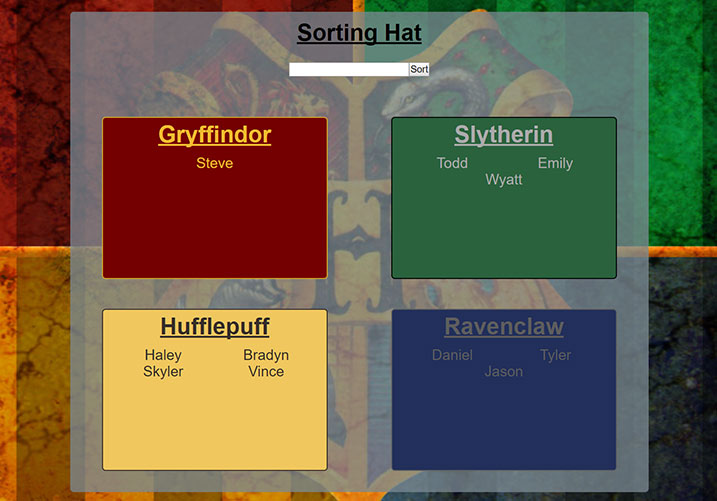 Sorting Hat
Sort
Gryffindor
Steve
Slytherin
Todd Emily
Wyatt
Hufflepuff
Haley Bradyn
Skyler Vince
Ravenclaw
Daniel Tyler
Jason